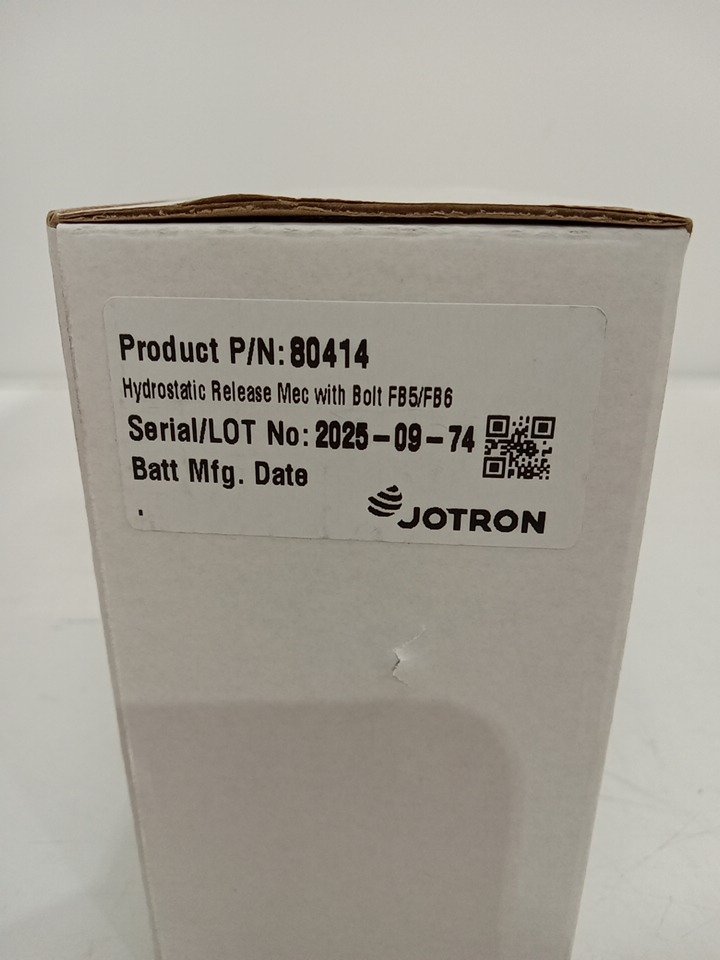 Product P/N: 80414
Hydrostatic Release Mec with Bolt FB5/FB6
Serial/LOT No: 2025-09-74
Batt Mfg. Date
JOTRON